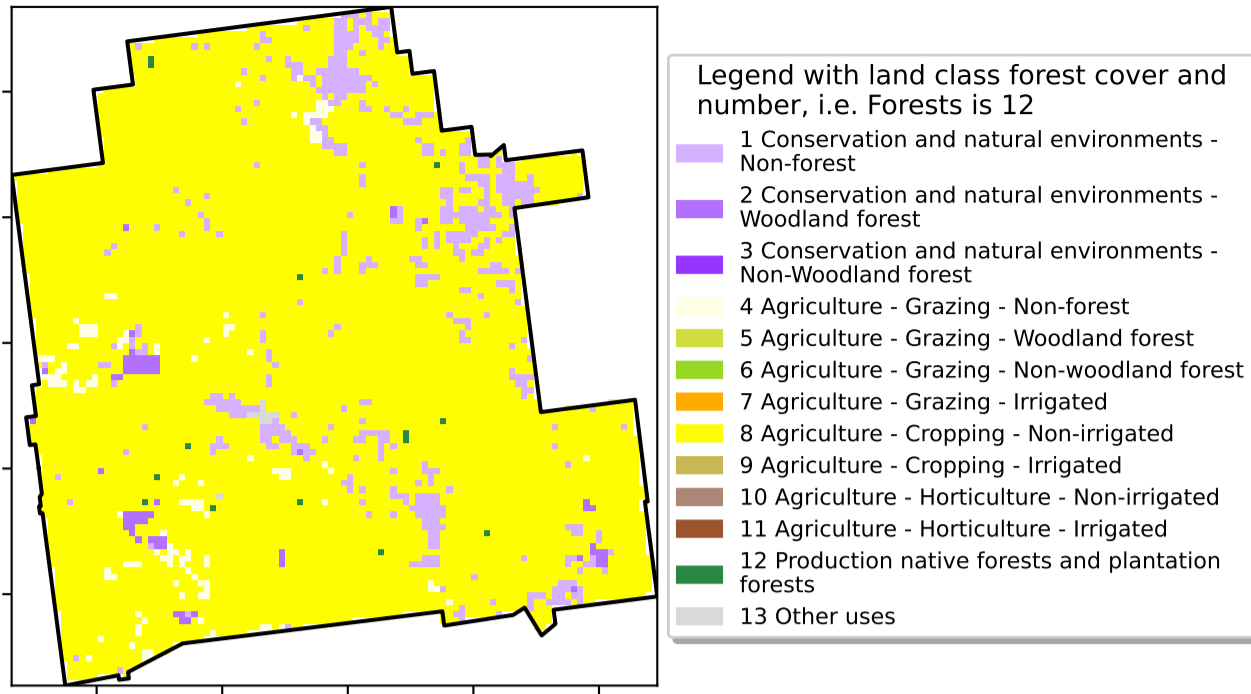 Legend with land class forest cover and
number, i.e. Forests is 12
1 Conservation and natural environments -
Non-forest
2 Conservation and natural environments -
Woodland forest
3 Conservation and natural environments -
Non-Woodland forest
4 Agriculture - Grazing - Non-forest
5 Agriculture - Grazing - Woodland forest
6 Agriculture - Grazing - Non-woodland forest
7 Agriculture - Grazing - Irrigated
8 Agriculture - Cropping - Non-irrigated
9 Agriculture - Cropping - Irrigated
10 Agriculture - Horticulture - Non-irrigated
11 Agriculture - Horticulture - Irrigated
12 Production native forests and plantation
forests
13 Other uses